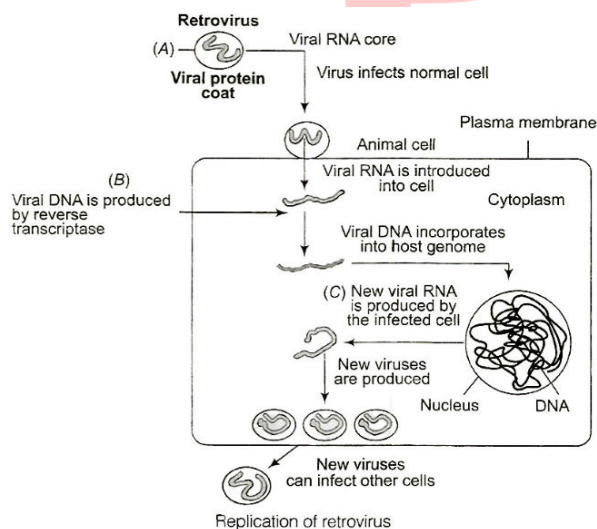 Retrovirus
(A)
Viral RNA core
Viral protein
coat
Virus infects normal cell
Plasma membrane
Animal cell
Viral RNA is introduced
into cell
Cytoplasm
(B)
Viral DNA is produced
by reverse
transcriptase
Viral DNA incorporates
into host genome
(C) New viral RNA
is produced by
the infected cell
New viruses
are produced
Nucleus
DNA
New viruses
can infect other cells
Replication of retrovirus